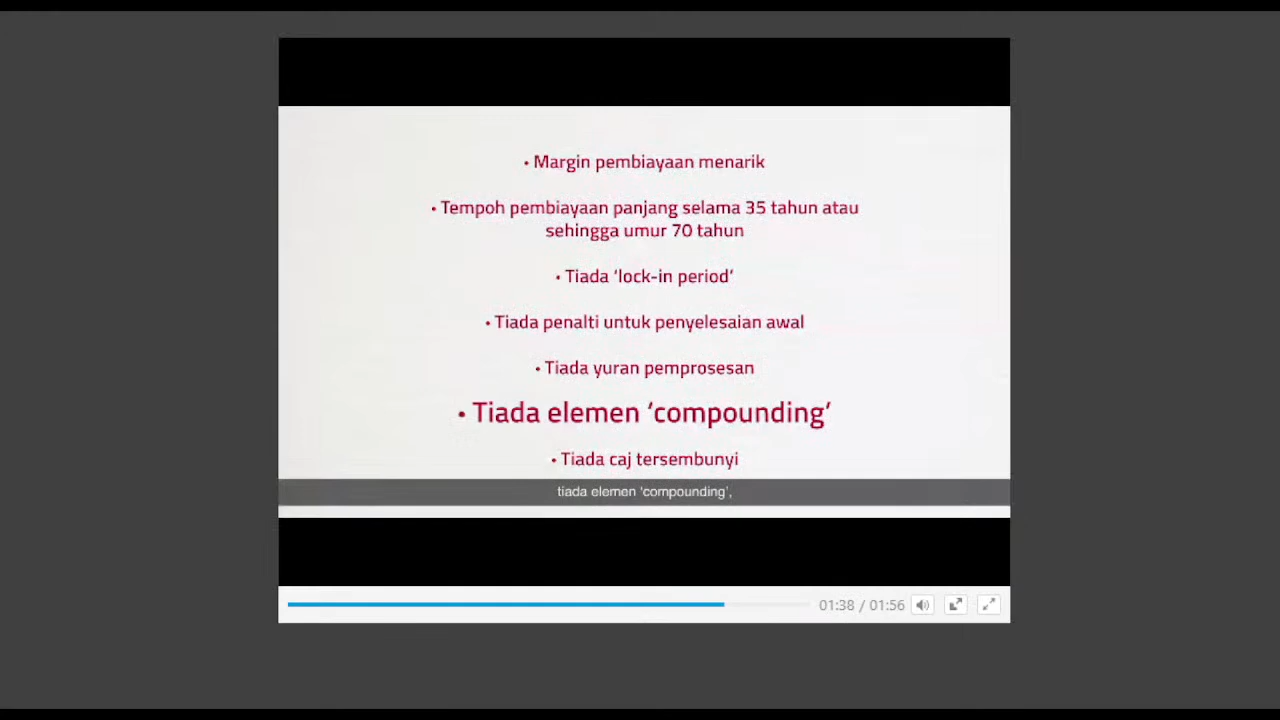 • Margin pembiayaan menarik
• Tempoh pembiayaan panjang selama 35 tahun atau
sehingga umur 70 tahun
• Tiada ‘lock-in period’
• Tiada penalti untuk penyelesaian awal
• Tiada yuran pemprosesan
• Tiada elemen ‘compounding’
• Tiada caj tersembunyi
tiada elemen 'compounding',
01:38 / 01:56